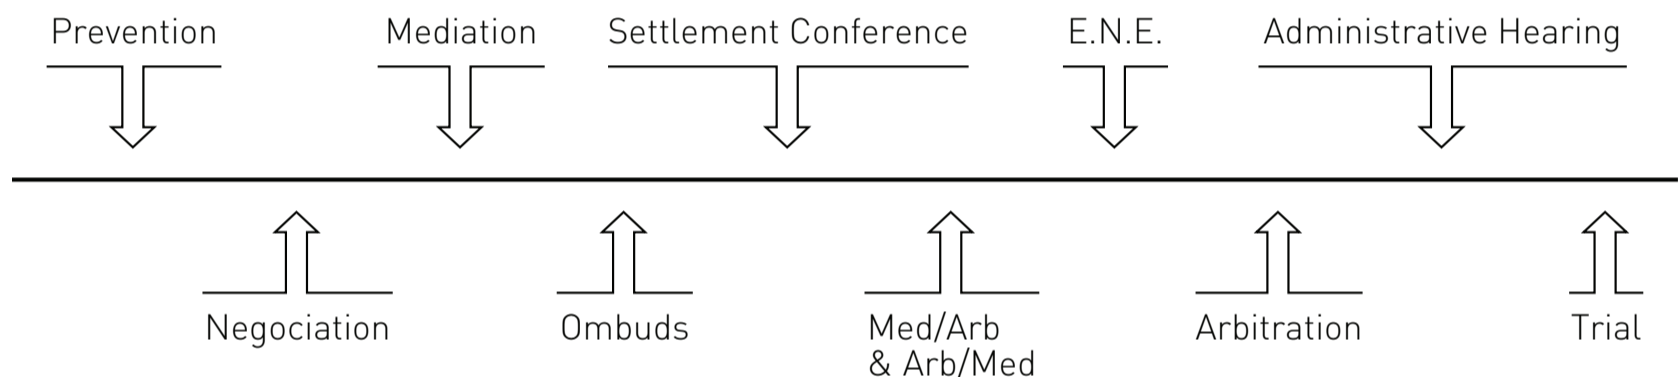 Prevention
Mediation
Settlement Conference
E.N.E.
Administrative Hearing
Negociation
Ombuds
Med/Arb
& Arb/Med
Arbitration
Trial